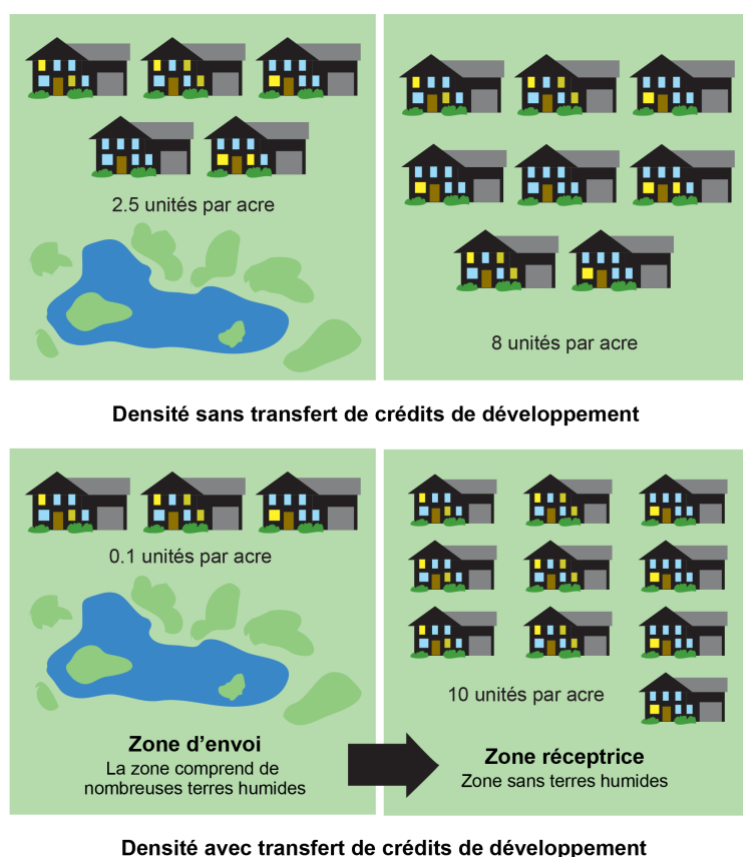 2.5 unités par acre
8 unités par acre
Densité sans transfert de crédits de développement
0.1 unités par acre
10 unités par acre
Zone d’envoi
La zone comprend de
nombreuses terres humides
Zone réceptrice
Zone sans terres humides
Densité avec transfert de crédits de développement